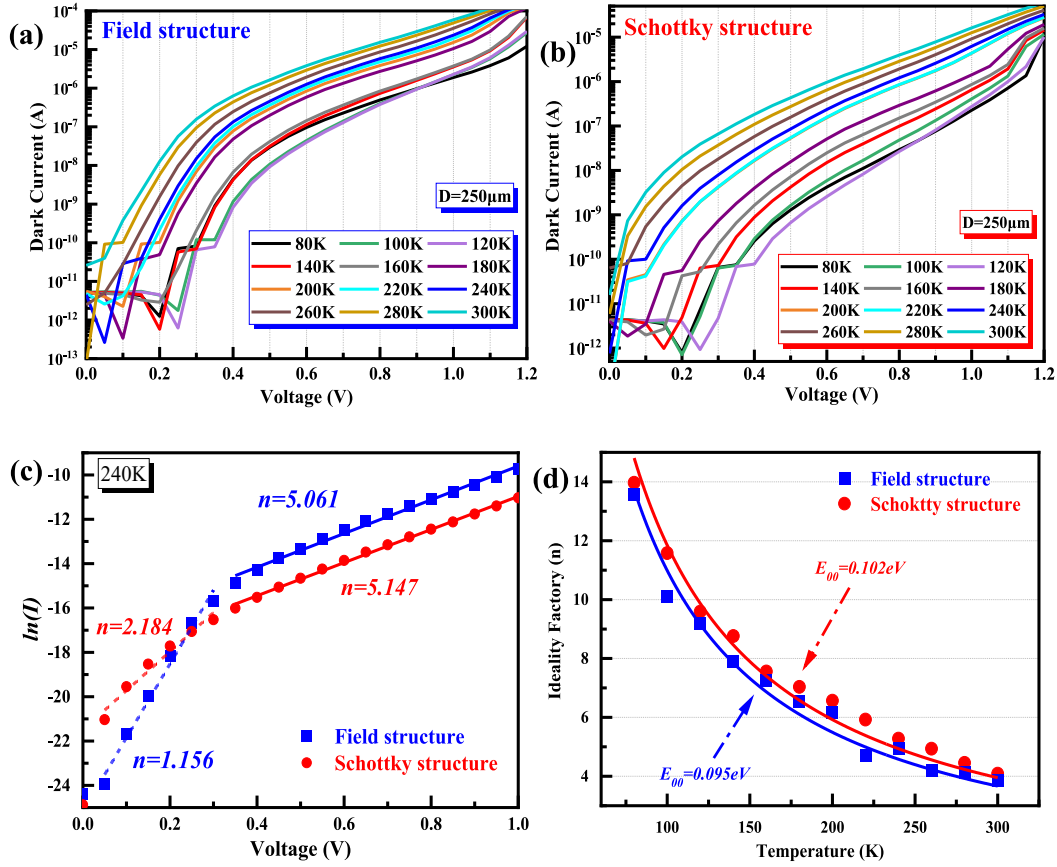 (a)
Field structure
Dark Current (A)
10^-4
10^-5
10^-6
10^-7
10^-8
10^-9
10^-10
10^-11
10^-12
10^-13
D=250μm
80K 100K 120K
140K 160K 180K
200K 220K 240K
260K 280K 300K
0.0 0.2 0.4 0.6 0.8 1.0 1.2
Voltage (V)
(b)
Schottky structure
Dark Current (A)
10^-5
10^-6
10^-7
10^-8
10^-9
10^-10
10^-11
10^-12
D=250μm
80K 100K 120K
140K 160K 180K
200K 220K 240K
260K 280K 300K
0.0 0.2 0.4 0.6 0.8 1.0 1.2
Voltage (V)
(c)
240K
ln(I)
-10
-12
-14
-16
-18
-20
-22
-24
n=5.061
n=5.147
n=2.184
n=1.156
Field structure
Schottky structure
0.0 0.2 0.4 0.6 0.8 1.0
Voltage (V)
(d)
Field structure
Schoktty structure
Ideality Factory (n)
14
12
10
8
6
4
E00=0.102eV
E00=0.095eV
100 150 200 250 300
Temperature (K)